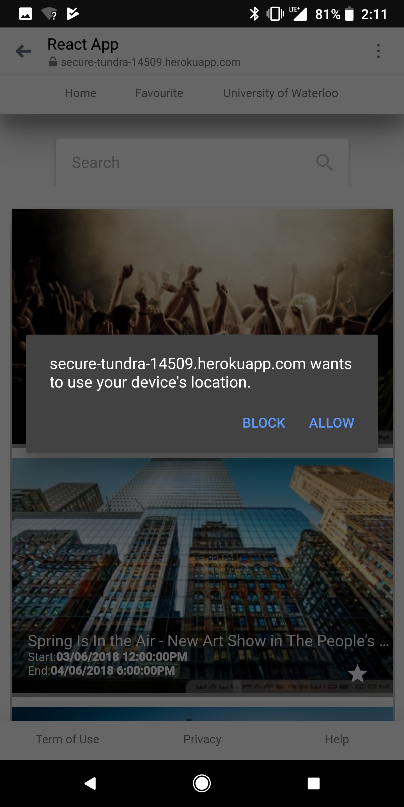 81% 2:11
React App
secure-tundra-14509.herokuapp.com
Home Favourite University of Waterloo
Search
secure-tundra-14509.herokuapp.com wants
to use your device's location.
BLOCK ALLOW
Spring Is In the Air - New Art Show in The People's ...
Start:03/06/2018 12:00:00PM
End:04/06/2018 6:00:00PM
Term of Use Privacy Help